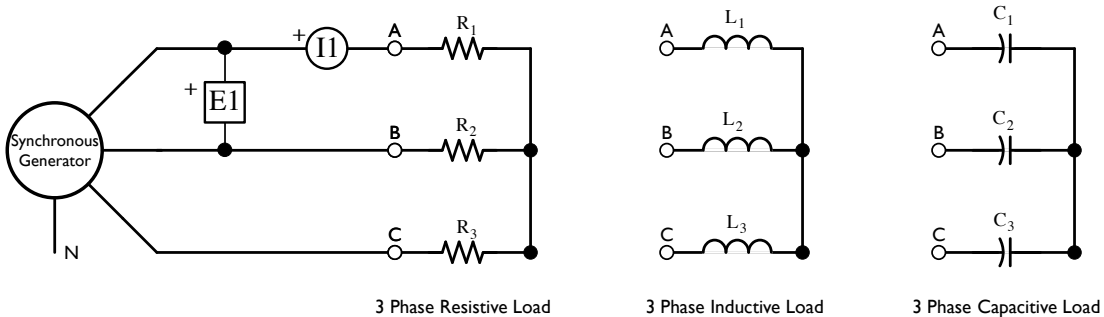 Synchronous
Generator
N
+
I1
+
E1
A
B
C
R1
R2
R3
3 Phase Resistive Load
A
B
C
L1
L2
L3
3 Phase Inductive Load
A
B
C
C1
C2
C3
3 Phase Capacitive Load